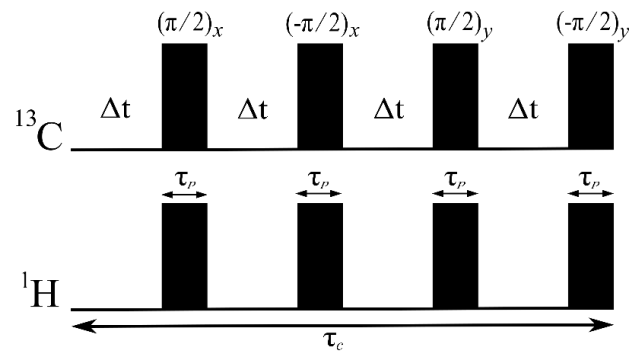 (π/2)x (-π/2)x (π/2)y (-π/2)y
Δt Δt Δt Δt
¹³C
τp τp τp τp
¹H
τc